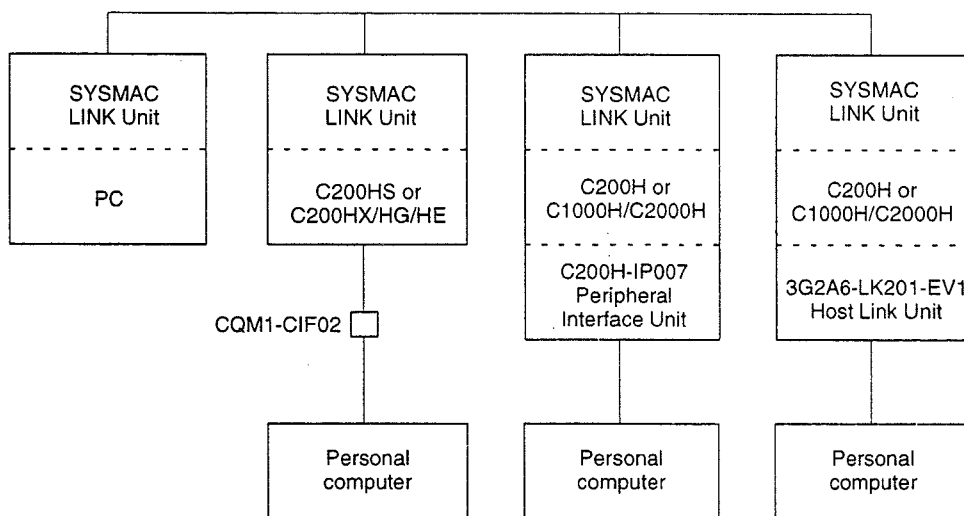 SYSMAC
LINK Unit
PC
SYSMAC
LINK Unit
C200HS or
C200HX/HG/HE
CQM1-CIF02
Personal
computer
SYSMAC
LINK Unit
C200H or
C1000H/C2000H
C200H-IP007
Peripheral
Interface Unit
Personal
computer
SYSMAC
LINK Unit
C200H or
C1000H/C2000H
3G2A6-LK201-EV1
Host Link Unit
Personal
computer